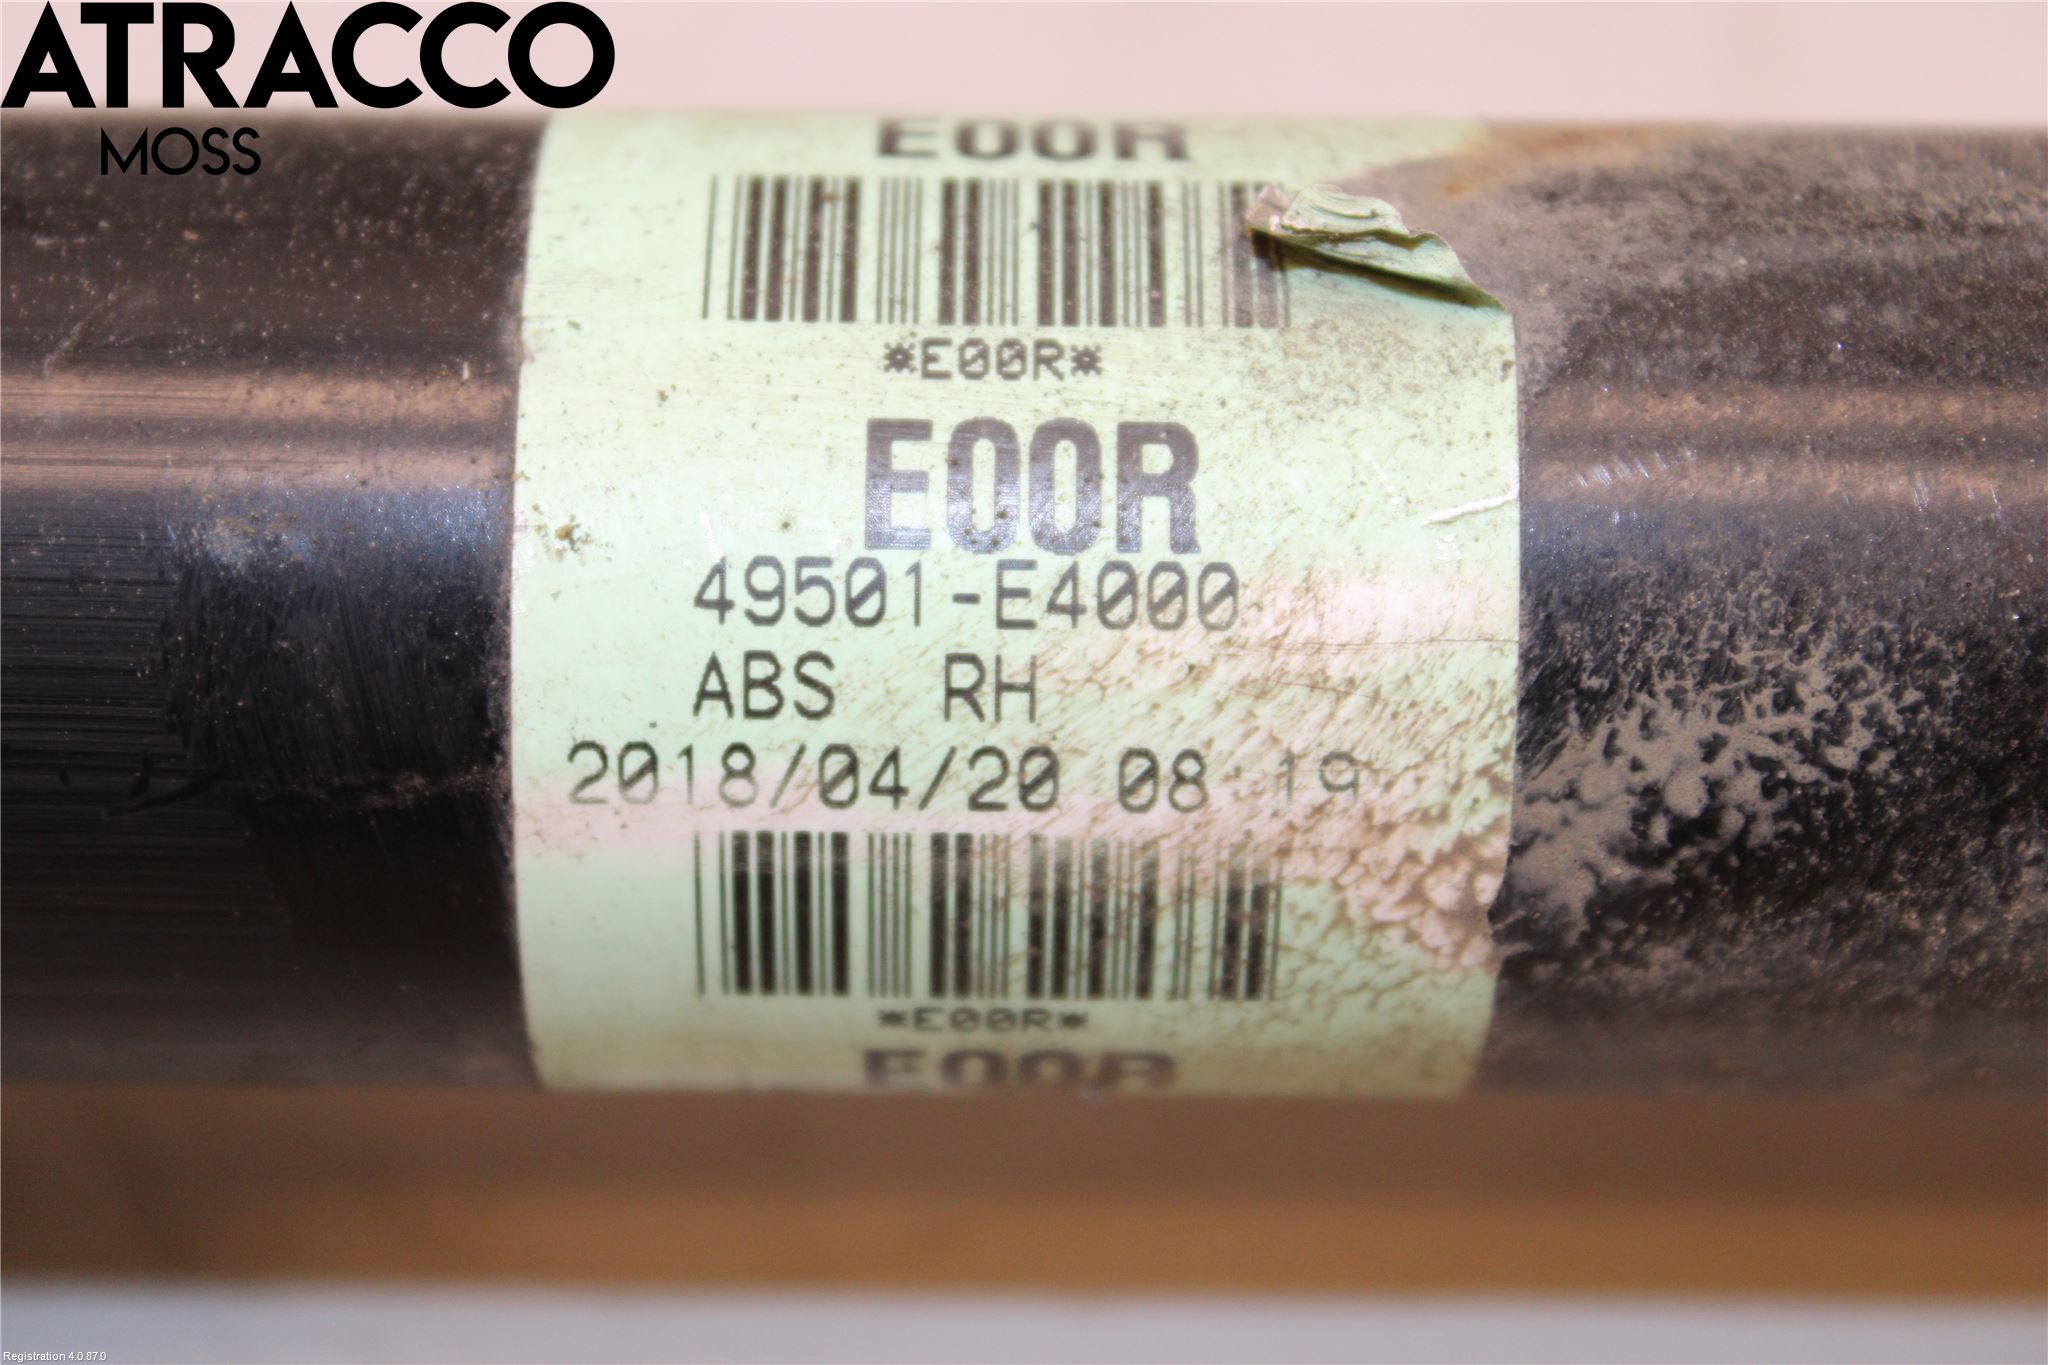 ATRACCO
MOSS
E00R
*E00R*
E00R
49501-E4000
ABS RH
2018/04/20 08:19
*E00R*
E00R
Registration 4.0.87.0